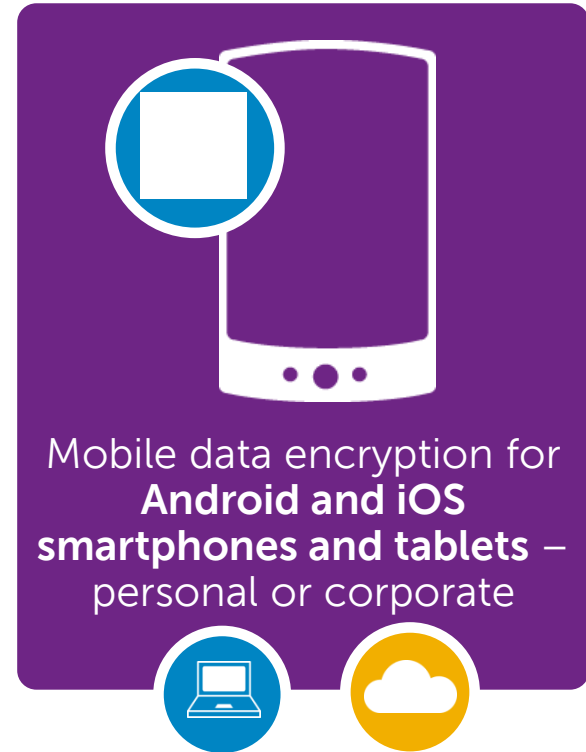 Mobile data encryption for
Android and iOS
smartphones and tablets –
personal or corporate